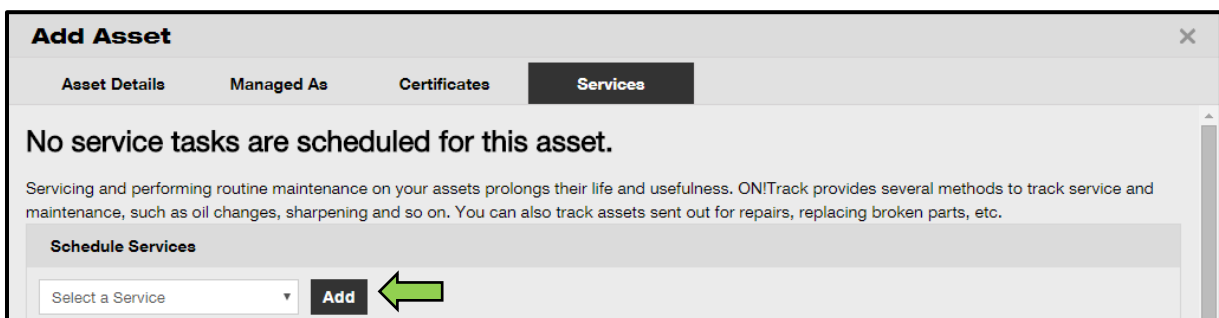 Add Asset
Asset Details Managed As Certificates Services
No service tasks are scheduled for this asset.
Servicing and performing routine maintenance on your assets prolongs their life and usefulness. ON!Track provides several methods to track service and
maintenance, such as oil changes, sharpening and so on. You can also track assets sent out for repairs, replacing broken parts, etc.
Schedule Services
Select a Service Add